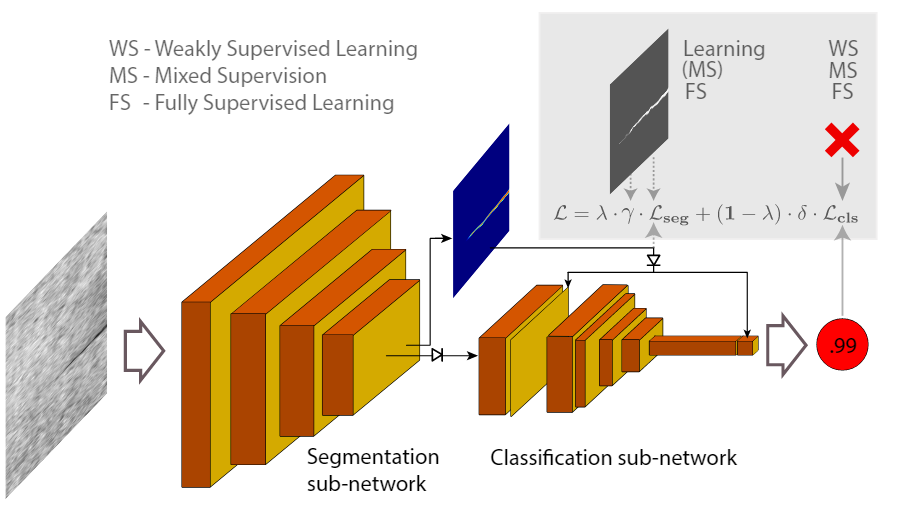 WS - Weakly Supervised Learning
MS - Mixed Supervision
FS - Fully Supervised Learning
Learning
(MS)
FS
WS
MS
FS
ℒ = λ · γ · ℒseg + (1 − λ) · δ · ℒcls
.99
Segmentation
sub-network
Classification sub-network